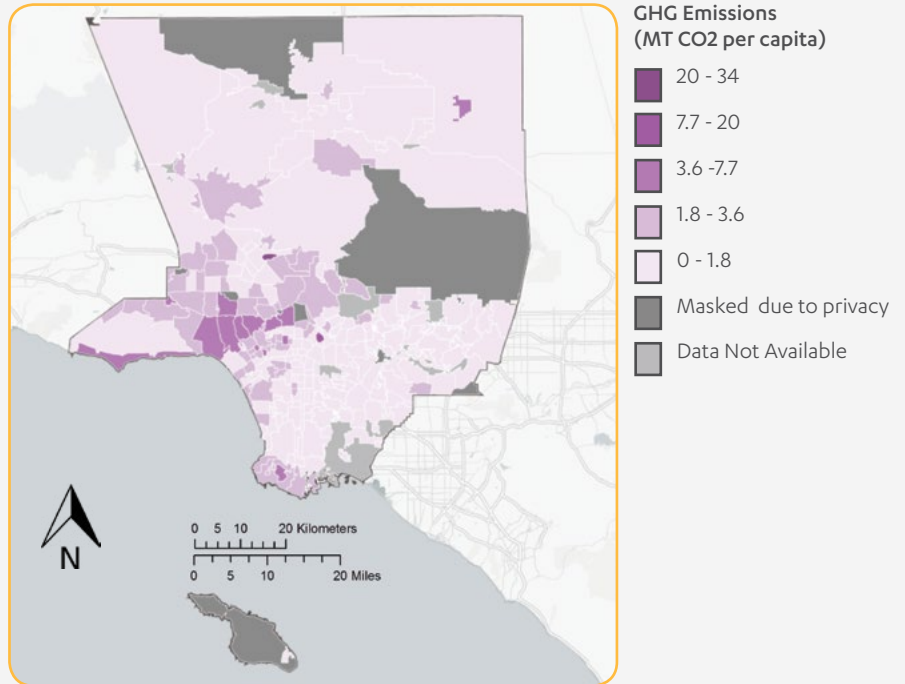 GHG Emissions
(MT CO2 per capita)
20 - 34
7.7 - 20
3.6 -7.7
1.8 - 3.6
0 - 1.8
Masked due to privacy
Data Not Available
N
0 5 10 20 Kilometers
0 5 10 20 Miles